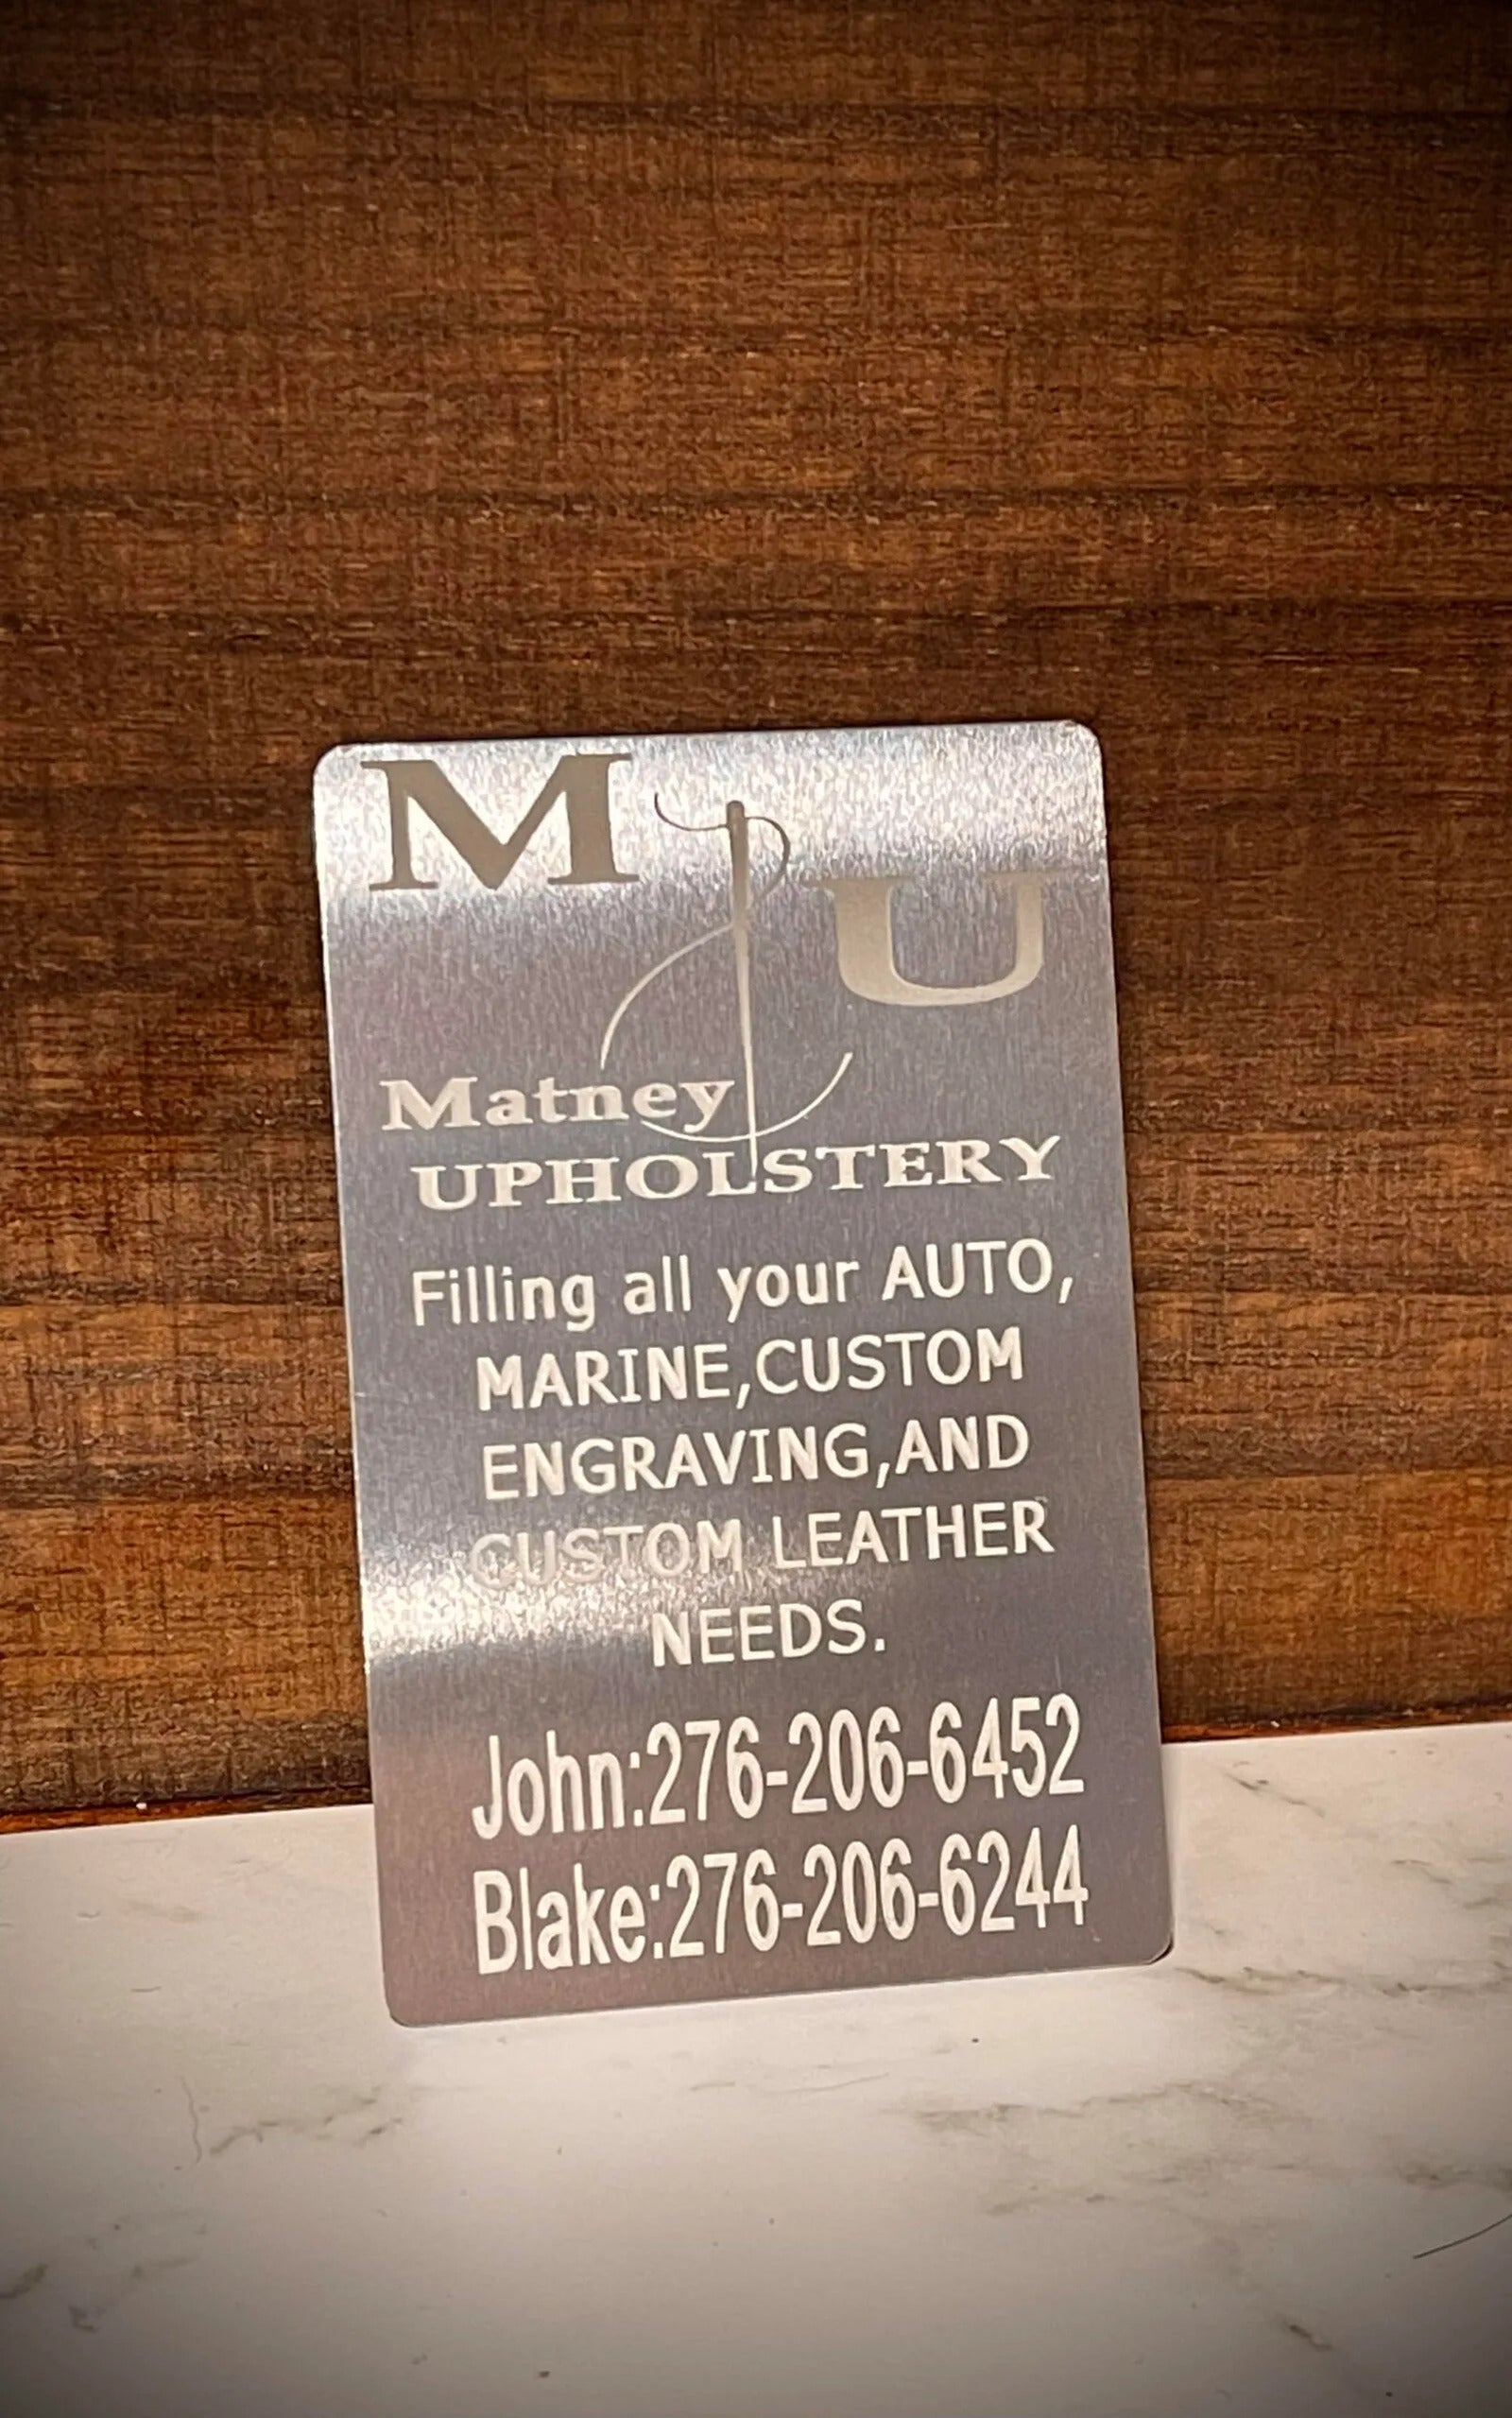 M U
Matney
UPHOLSTERY
Filling all your AUTO,
MARINE,CUSTOM
ENGRAVING,AND
CUSTOM LEATHER
NEEDS.
John:276-206-6452
Blake:276-206-6244